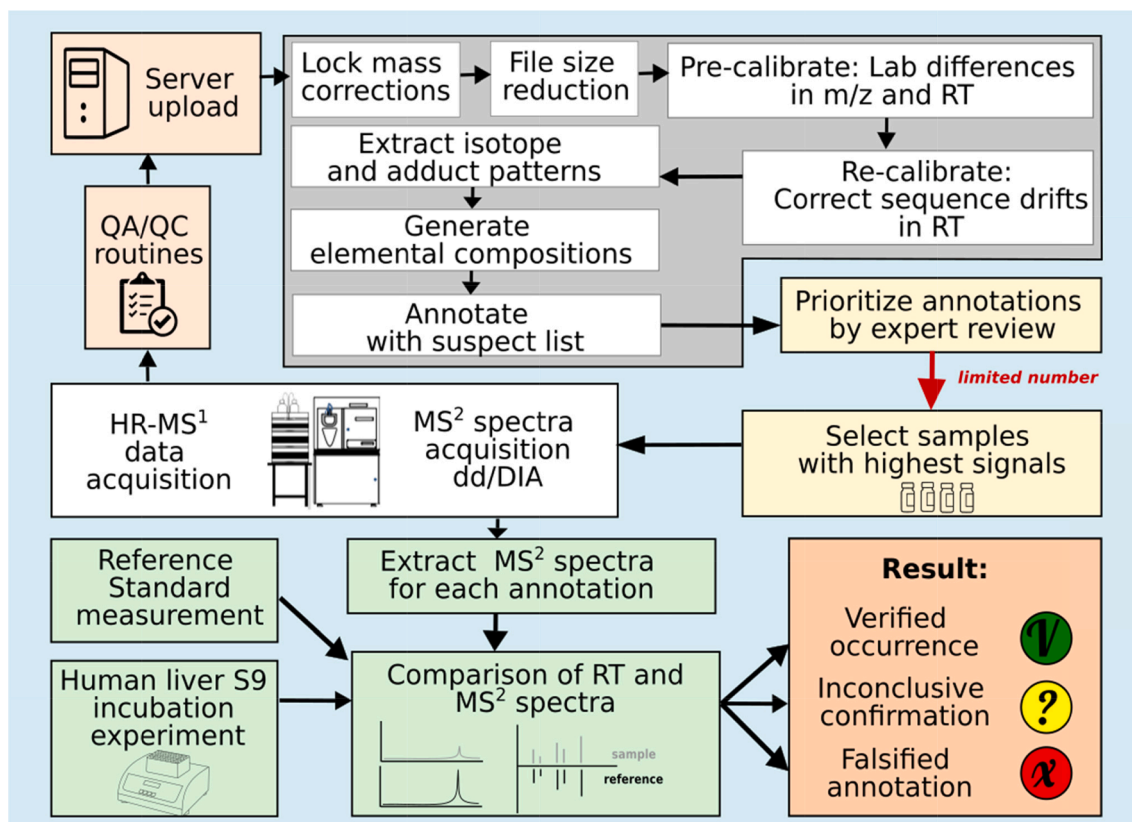 Server
upload
Lock mass
corrections
File size
reduction
Pre-calibrate: Lab differences
in m/z and RT
Extract isotope
and adduct patterns
Re-calibrate:
Correct sequence drifts
in RT
QA/QC
routines
Generate
elemental compositions
Annotate
with suspect list
Prioritize annotations
by expert review
limited number
HR-MS¹
data
acquisition
MS² spectra
acquisition
dd/DIA
Select samples
with highest signals
Reference
Standard
measurement
Extract MS² spectra
for each annotation
Human liver S9
incubation
experiment
Comparison of RT and
MS² spectra
sample
reference
Result:
Verified
occurrence
V
Inconclusive
confirmation
?
Falsified
annotation
x